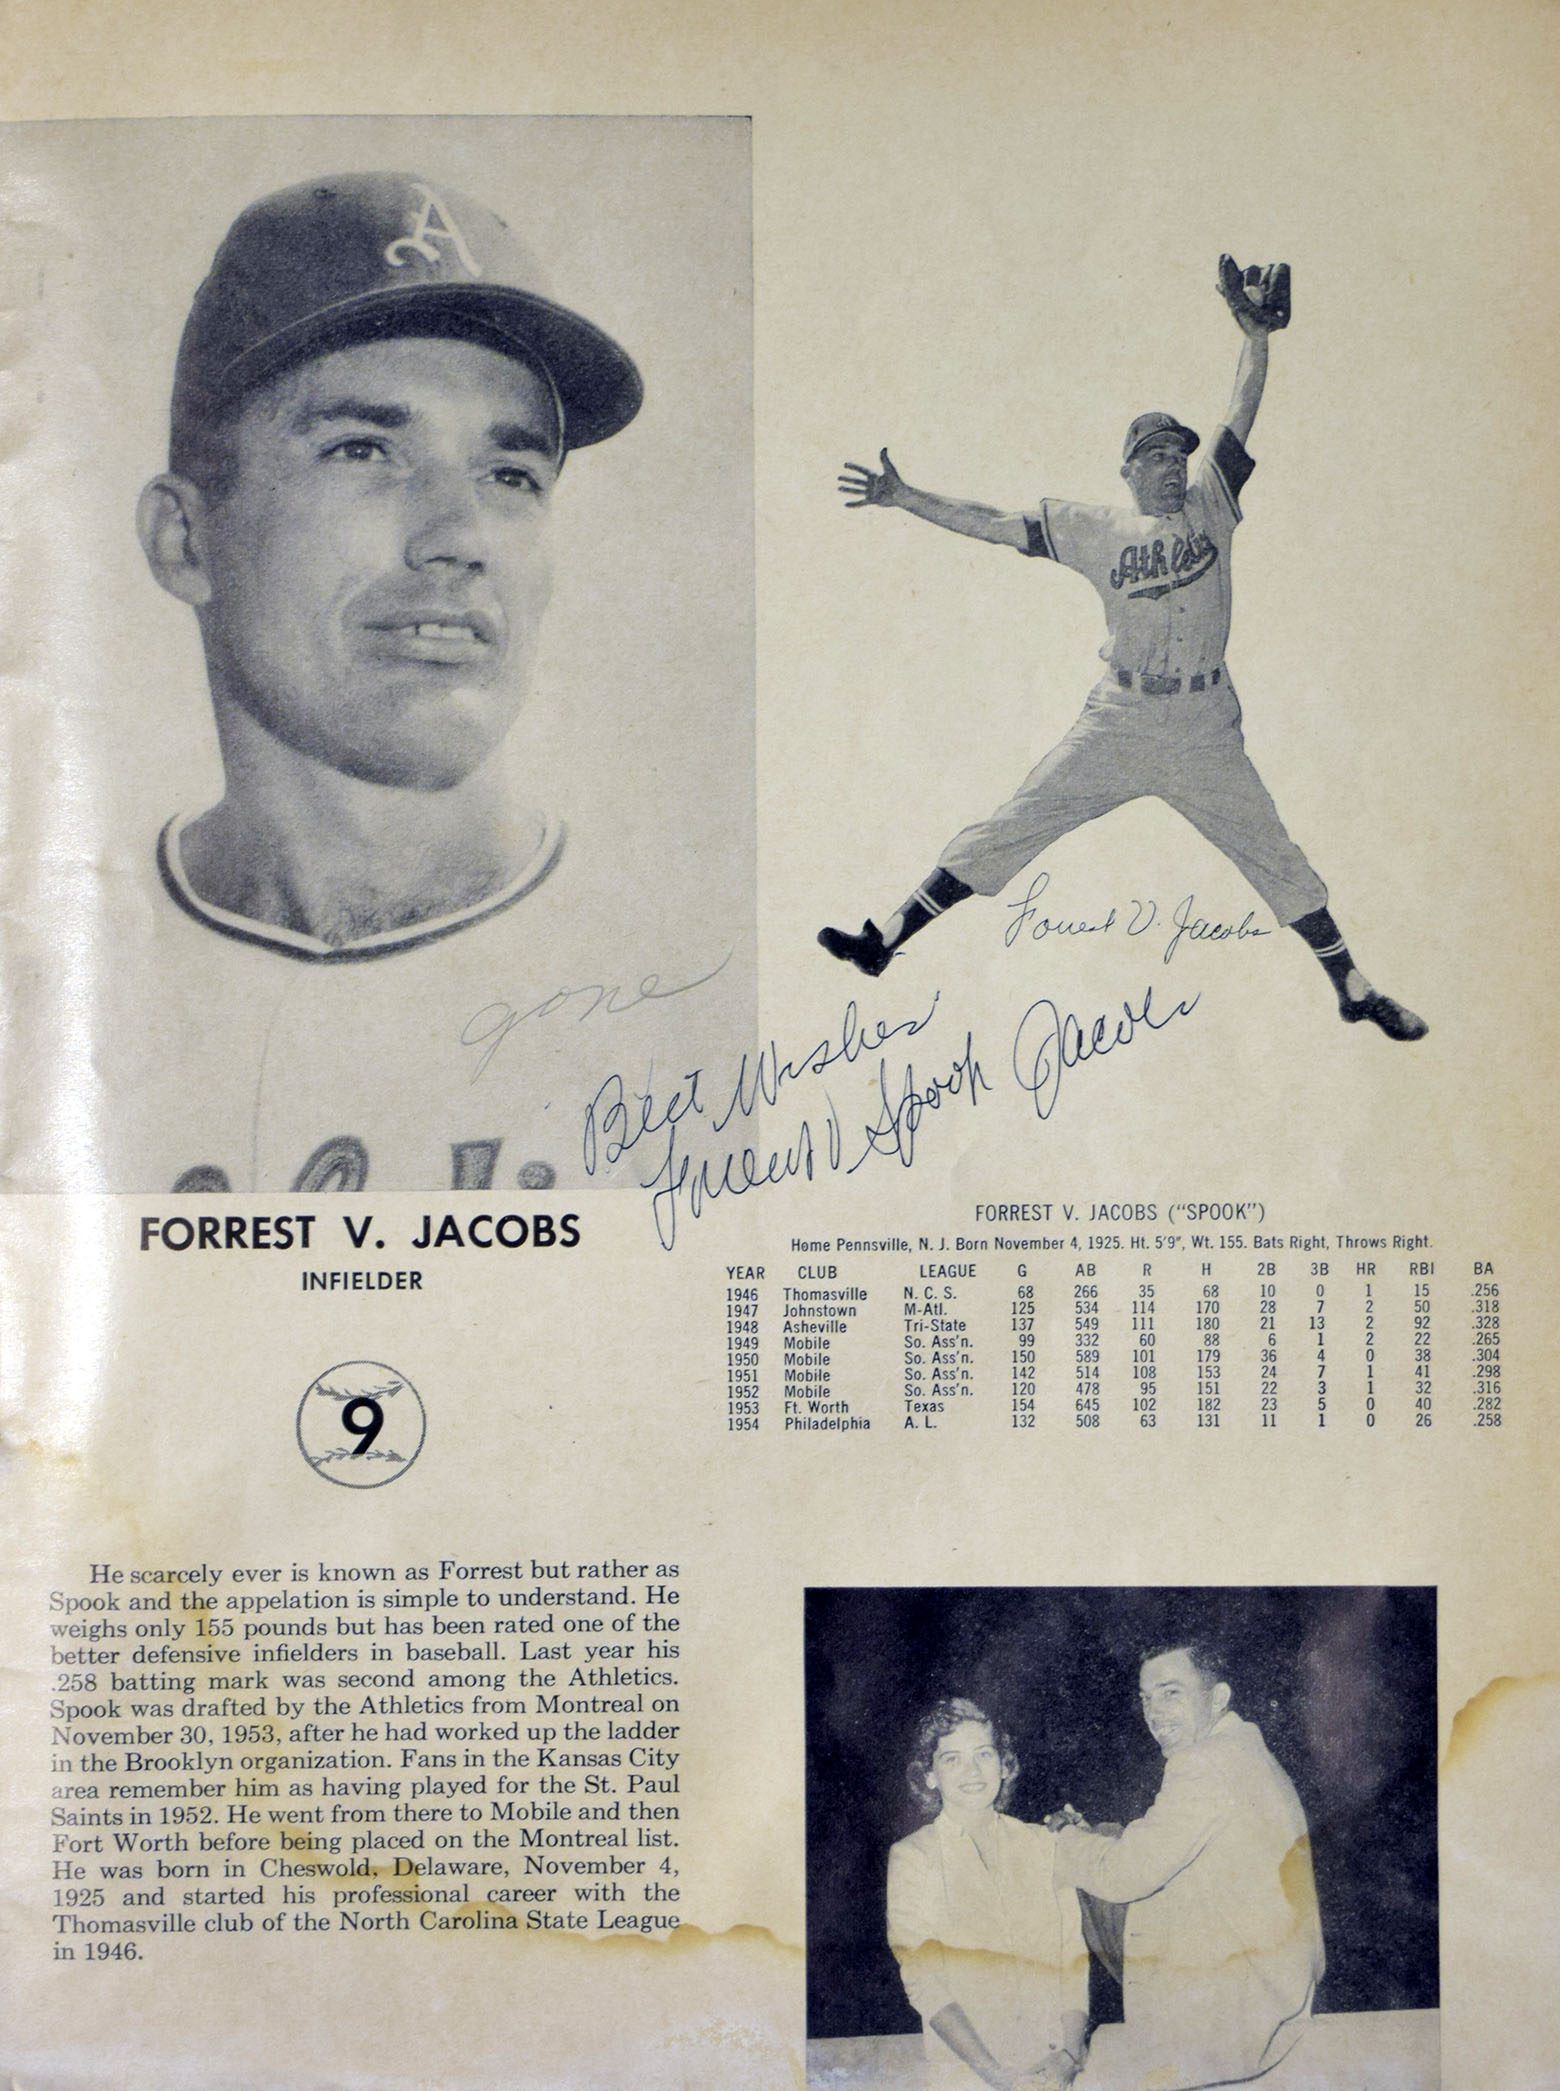 A
Athletics
Forrest V. Jacobs
gone
Best Wishes
Forrest V Spook Jacobs
FORREST V. JACOBS
INFIELDER
9
FORREST V. JACOBS ("SPOOK")
Home Pennsville, N. J. Born November 4, 1925. Ht. 5'9", Wt. 155. Bats Right, Throws Right.
YEAR CLUB LEAGUE G AB R H 2B 3B HR RBI BA
1946 Thomasville N. C. S. 68 266 35 68 10 0 1 15 .256
1947 Johnstown M-Atl. 125 534 114 170 28 7 2 50 .318
1948 Asheville Tri-State 137 549 111 180 21 13 2 92 .328
1949 Mobile So. Ass'n. 99 332 60 88 6 1 2 22 .265
1950 Mobile So. Ass'n. 150 589 101 179 36 4 0 38 .304
1951 Mobile So. Ass'n. 142 514 108 153 24 7 1 41 .298
1952 Mobile So. Ass'n. 120 478 95 151 22 3 1 32 .316
1953 Ft. Worth Texas 154 645 102 182 23 5 0 40 .282
1954 Philadelphia A. L. 132 508 63 131 11 1 0 26 .258
He scarcely ever is known as Forrest but rather as
Spook and the appelation is simple to understand. He
weighs only 155 pounds but has been rated one of the
better defensive infielders in baseball. Last year his
.258 batting mark was second among the Athletics.
Spook was drafted by the Athletics from Montreal on
November 30, 1953, after he had worked up the ladder
in the Brooklyn organization. Fans in the Kansas City
area remember him as having played for the St. Paul
Saints in 1952. He went from there to Mobile and then
Fort Worth before being placed on the Montreal list.
He was born in Cheswold, Delaware, November 4,
1925 and started his professional career with the
Thomasville club of the North Carolina State League
in 1946.